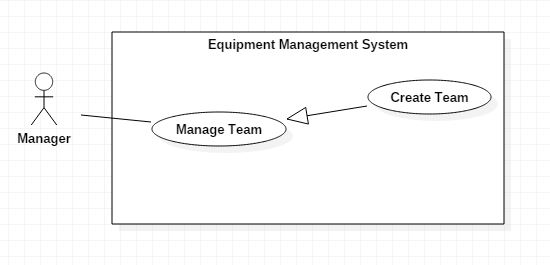 Equipment Management System
Create Team
Manage Team
Manager